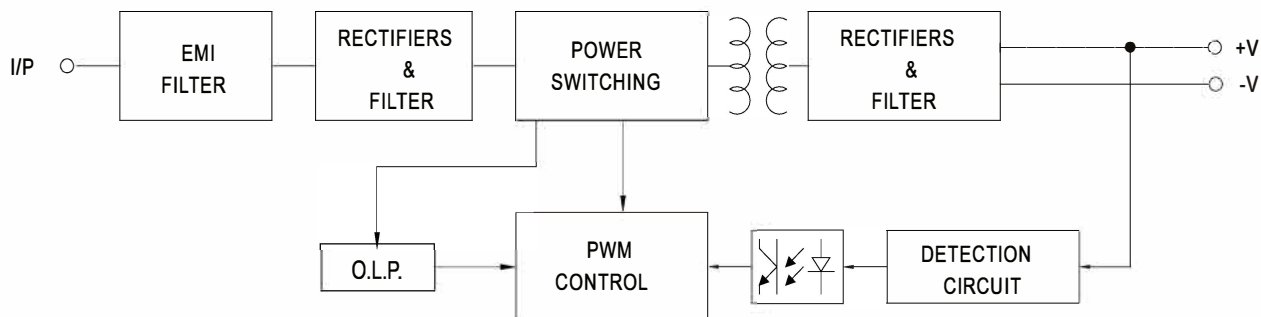 I/P
EMI
FILTER
RECTIFIERS
&
FILTER
POWER
SWITCHING
RECTIFIERS
&
FILTER
+V
-V
O.L.P.
PWM
CONTROL
DETECTION
CIRCUIT